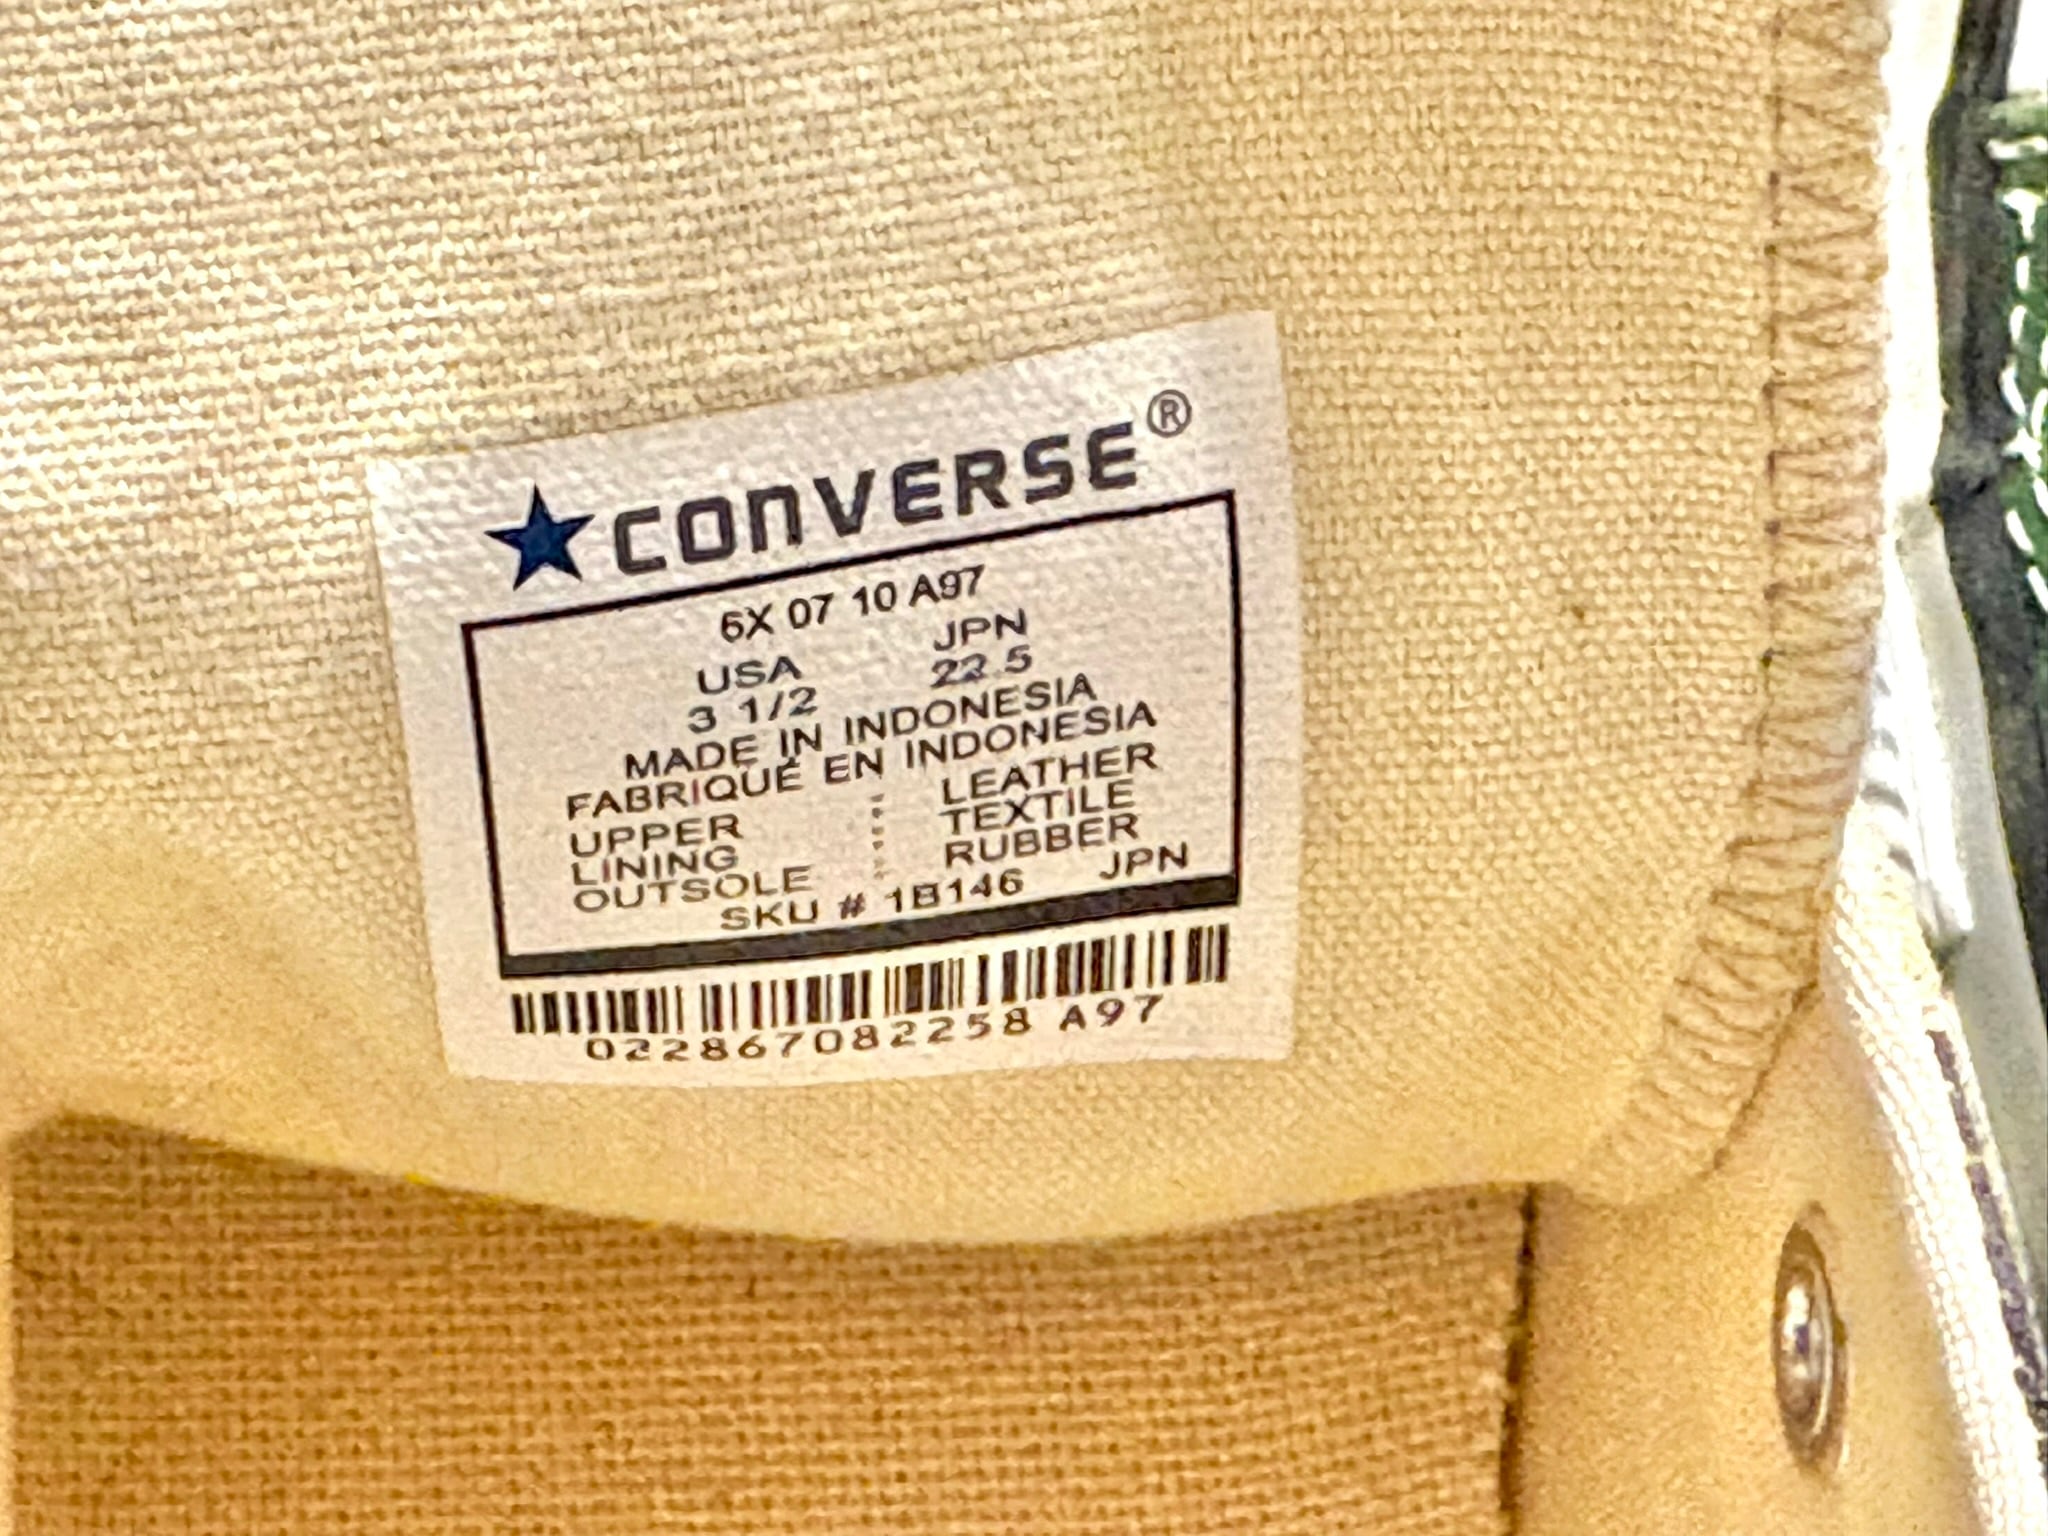 CONVERSE®
6X 07 10 A97
USA JPN
3 1/2 22.5
MADE IN INDONESIA
FABRIQUÉ EN INDONESIA
UPPER : LEATHER
LINING : TEXTILE
OUTSOLE : RUBBER
SKU # 1B146 JPN
022867082258 A97